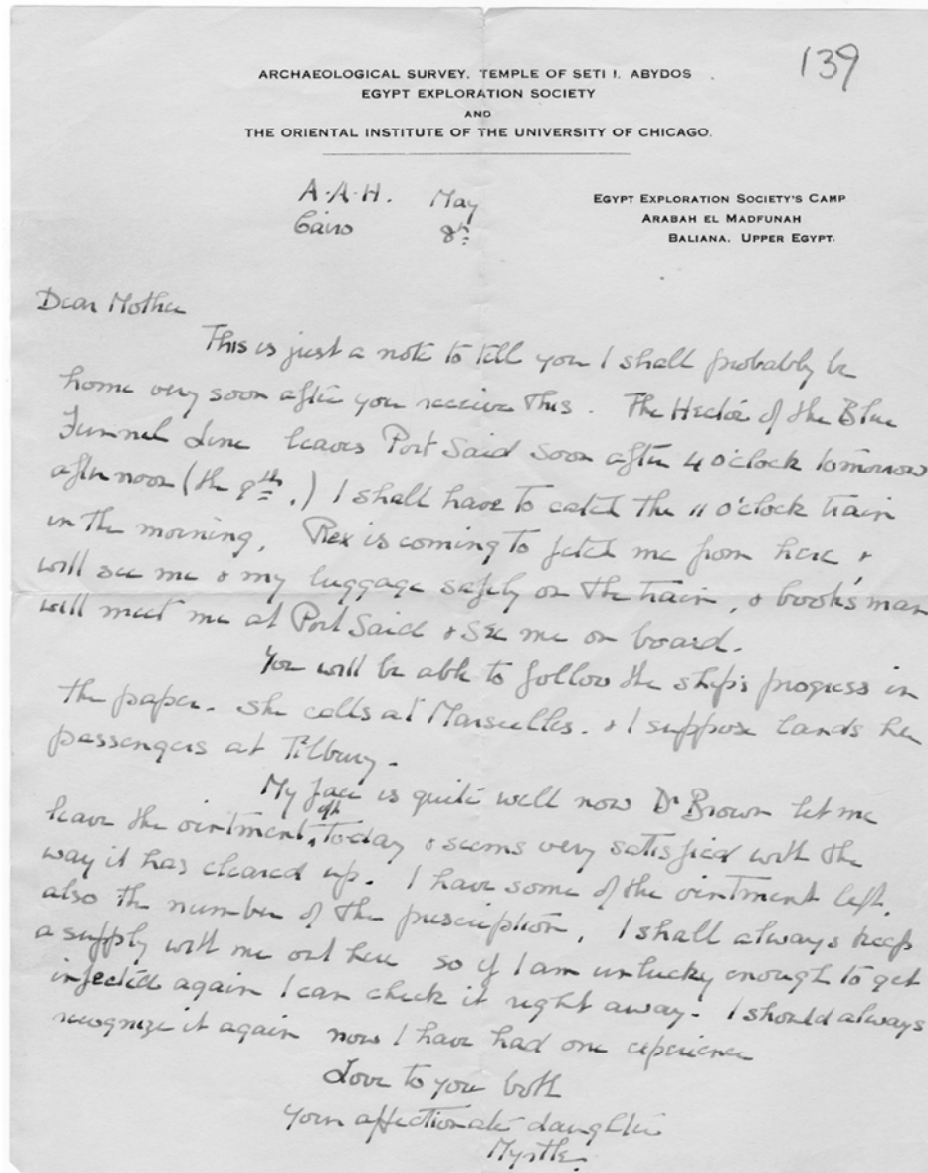 139
ARCHAEOLOGICAL SURVEY. TEMPLE OF SETI I. ABYDOS
EGYPT EXPLORATION SOCIETY
AND
THE ORIENTAL INSTITUTE OF THE UNIVERSITY OF CHICAGO.
A.A.H. May
Cairo 8th
EGYPT EXPLORATION SOCIETY'S CAMP
ARABAH EL MADFUNAH
BALIANA. UPPER EGYPT.
Dear Mother
This is just a note to tell you I shall probably be
home very soon after you receive this. The Hector of the Blue
Funnel Line leaves Port Said soon after 4 o'clock tomorrow
afternoon (the 9th.) I shall have to catch the 11 o'clock train
in the morning. Rex is coming to fetch me from here, &
will see me & my luggage safely on the train, & Cooks man
will meet me at Port Said & see me on board.
You will be able to follow the ship's progress in
the paper. She calls at Marseilles. & I suppose lands her
passengers at Tilbury.
My face is quite well now Dr Brown let me
leave the ointment off today & seems very satisfied with the
way it has cleared up. I have some of the ointment left,
also the number of the prescription. I shall always keep
a supply with me out here so if I am unlucky enough to get
infected again I can check it right away. I should always
recognize it again now I have had one experience
Love to you both
Your affectionate daughter
Myrtle.